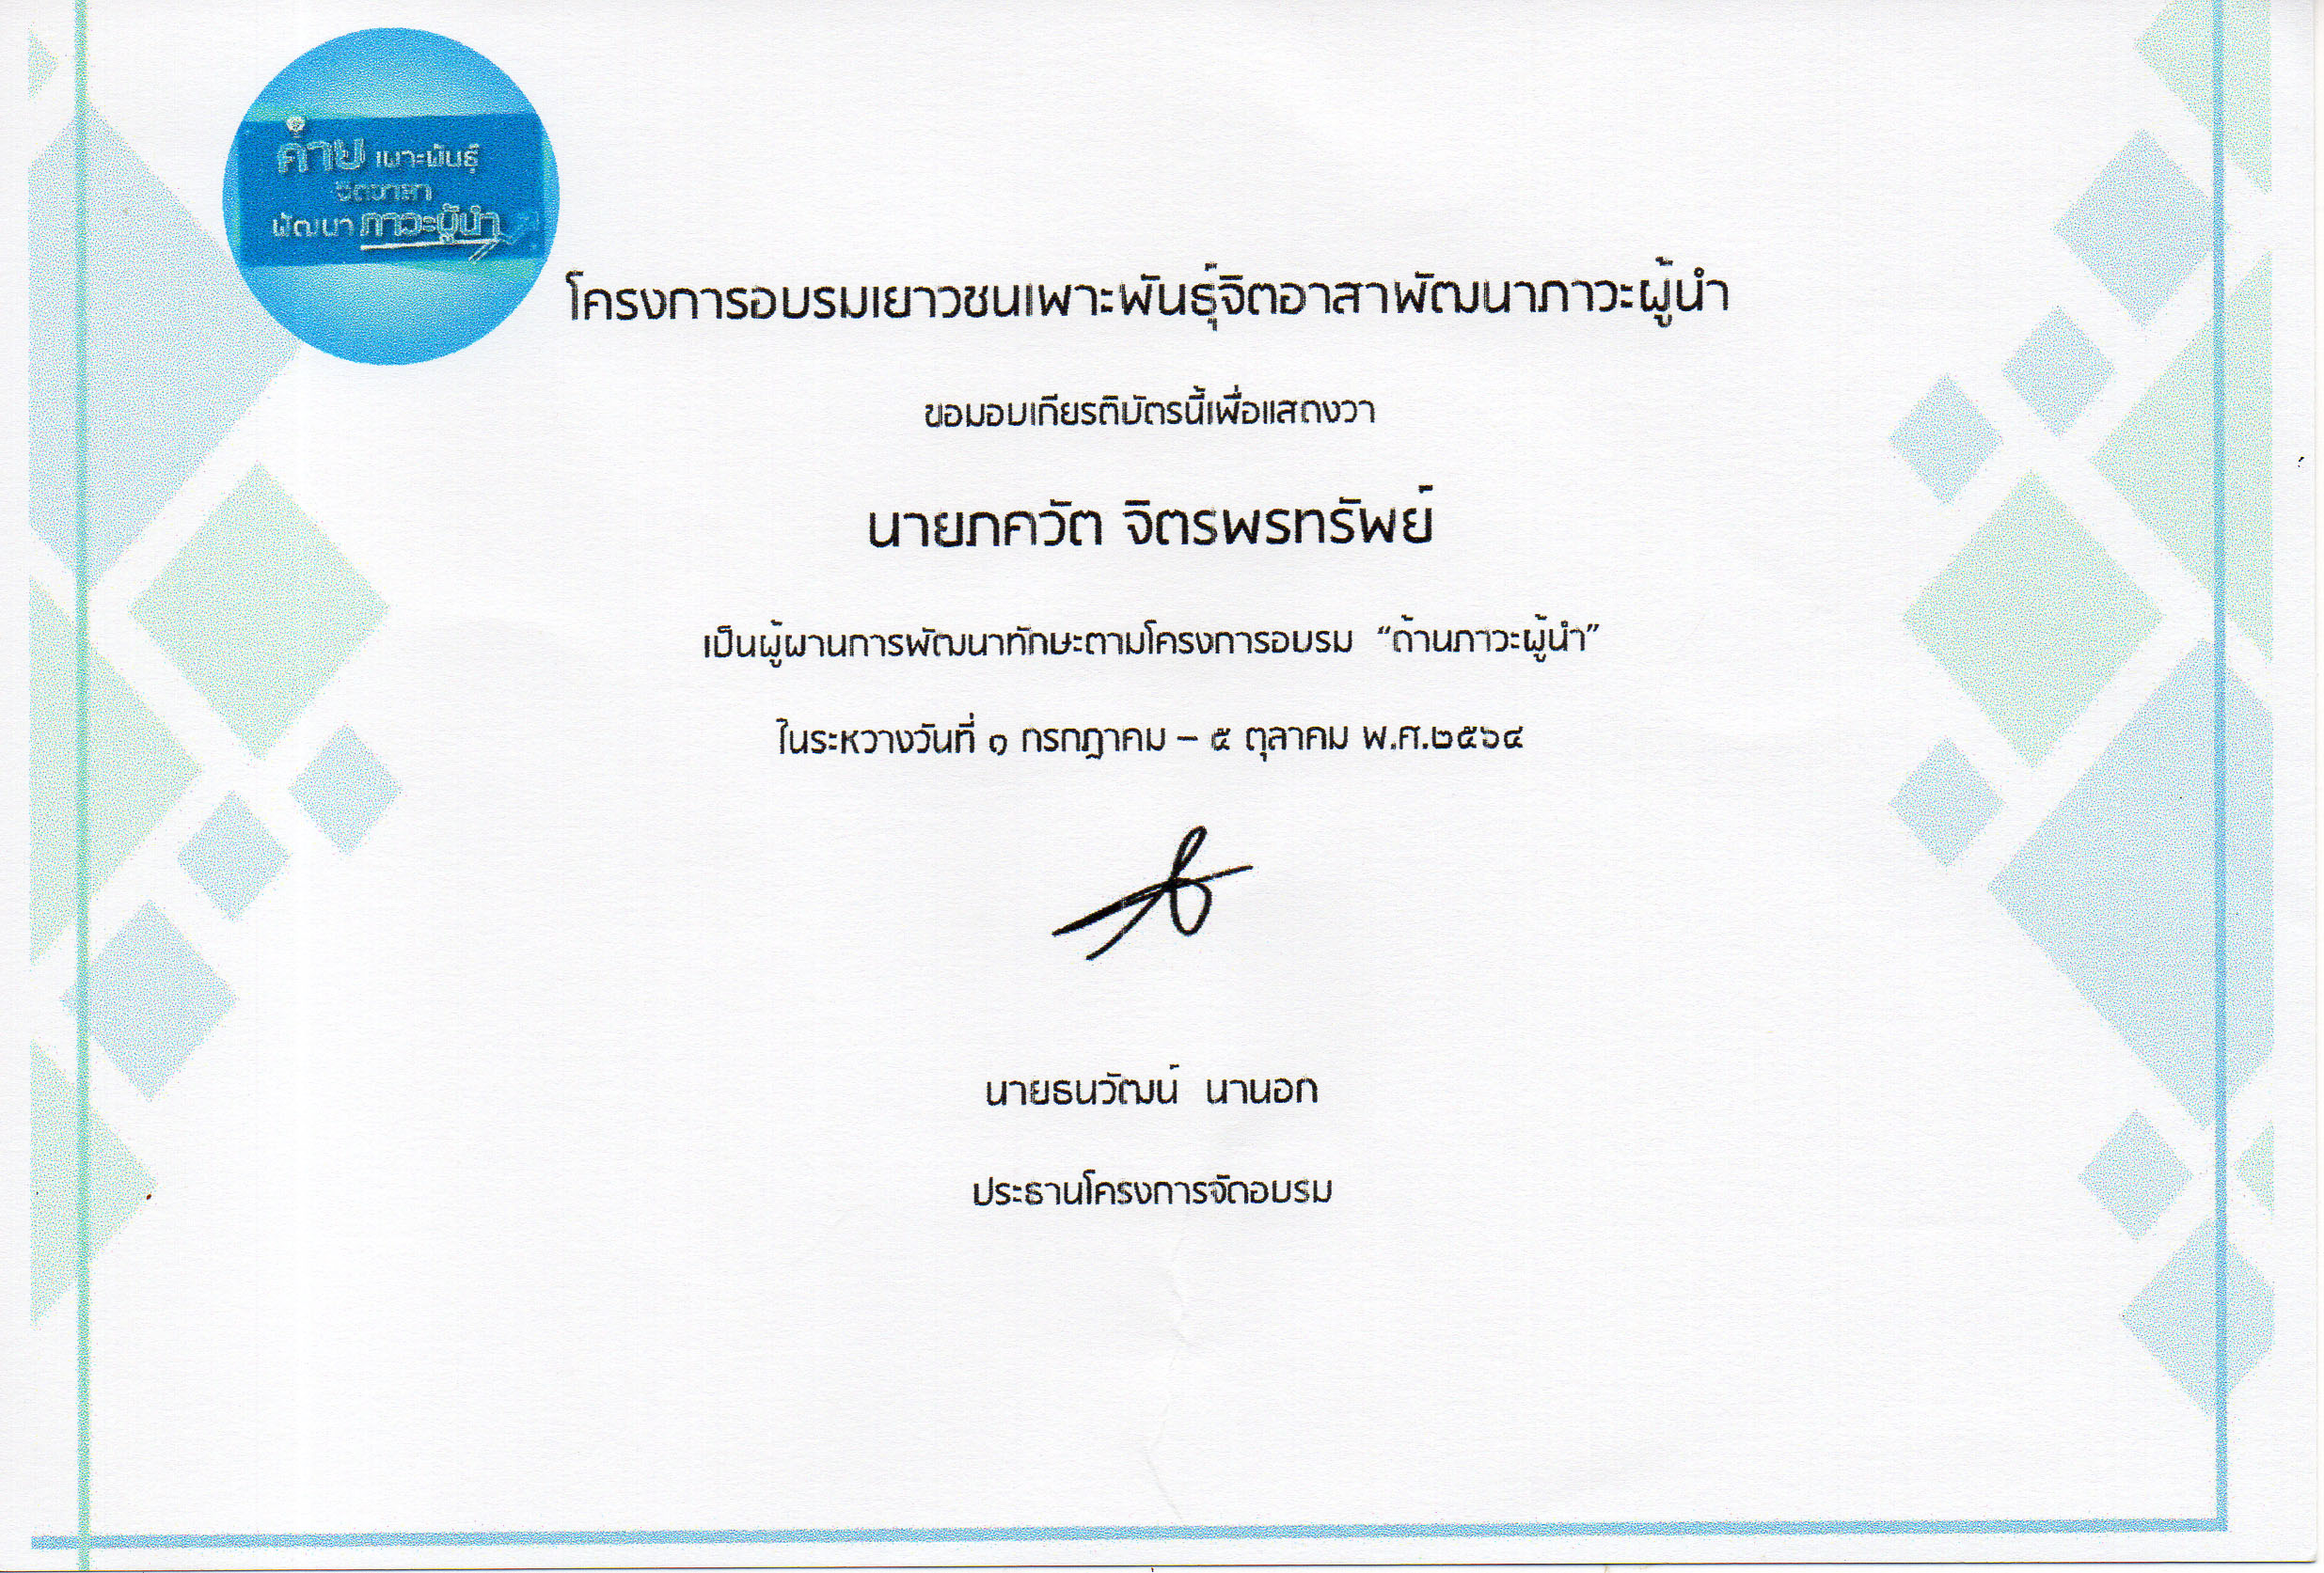 ค่าย เพาะพันธุ์
จิตอาสา
พัฒนา ภาวะผู้นำ
โครงการอบรมเยาวชนเพาะพันธุ์จิตอาสาพัฒนาภาวะผู้นำ
ขอมอบเกียรติบัตรนี้เพื่อแสดงวา
นายภควัต จิตรพรทรัพย์
เป็นผู้ผานการพัฒนาทักษะตามโครงการอบรม “ด้านภาวะผู้นำ”
ในระหวางวันที่ ๑ กรกฎาคม – ๕ ตุลาคม พ.ศ.๒๕๖๔
นายธนวัฒน์ นานอก
ประธานโครงการจัดอบรม